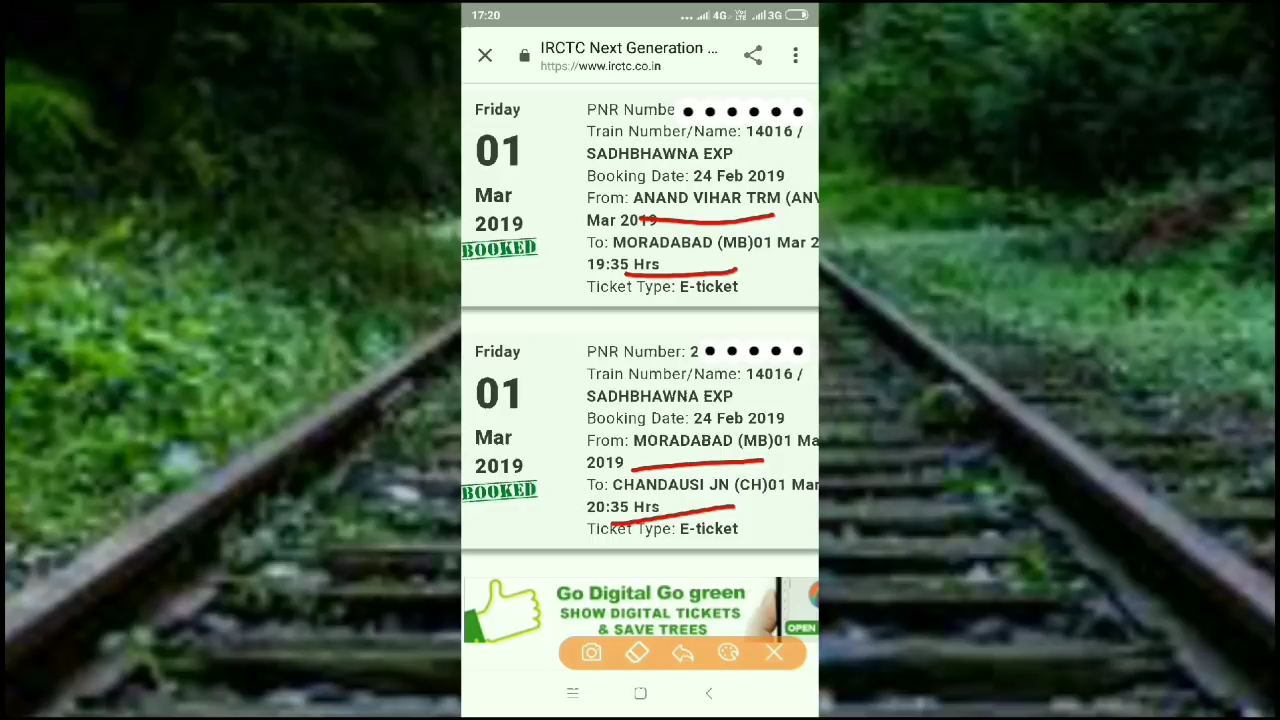 17:20
4G
VoLTE
3G
IRCTC Next Generation ...
https://www.irctc.co.in
Friday
01
Mar
2019
BOOKED
PNR Numbe
Train Number/Name: 14016 /
SADHBHAWNA EXP
Booking Date: 24 Feb 2019
From: ANAND VIHAR TRM (ANV
Mar 2019
To: MORADABAD (MB)01 Mar 2
19:35 Hrs
Ticket Type: E-ticket
Friday
01
Mar
2019
BOOKED
PNR Number: 2
Train Number/Name: 14016 /
SADHBHAWNA EXP
Booking Date: 24 Feb 2019
From: MORADABAD (MB)01 Ma
2019
To: CHANDAUSI JN (CH)01 Mar
20:35 Hrs
Ticket Type: E-ticket
Go Digital Go green
SHOW DIGITAL TICKETS
& SAVE TREES
OPEN